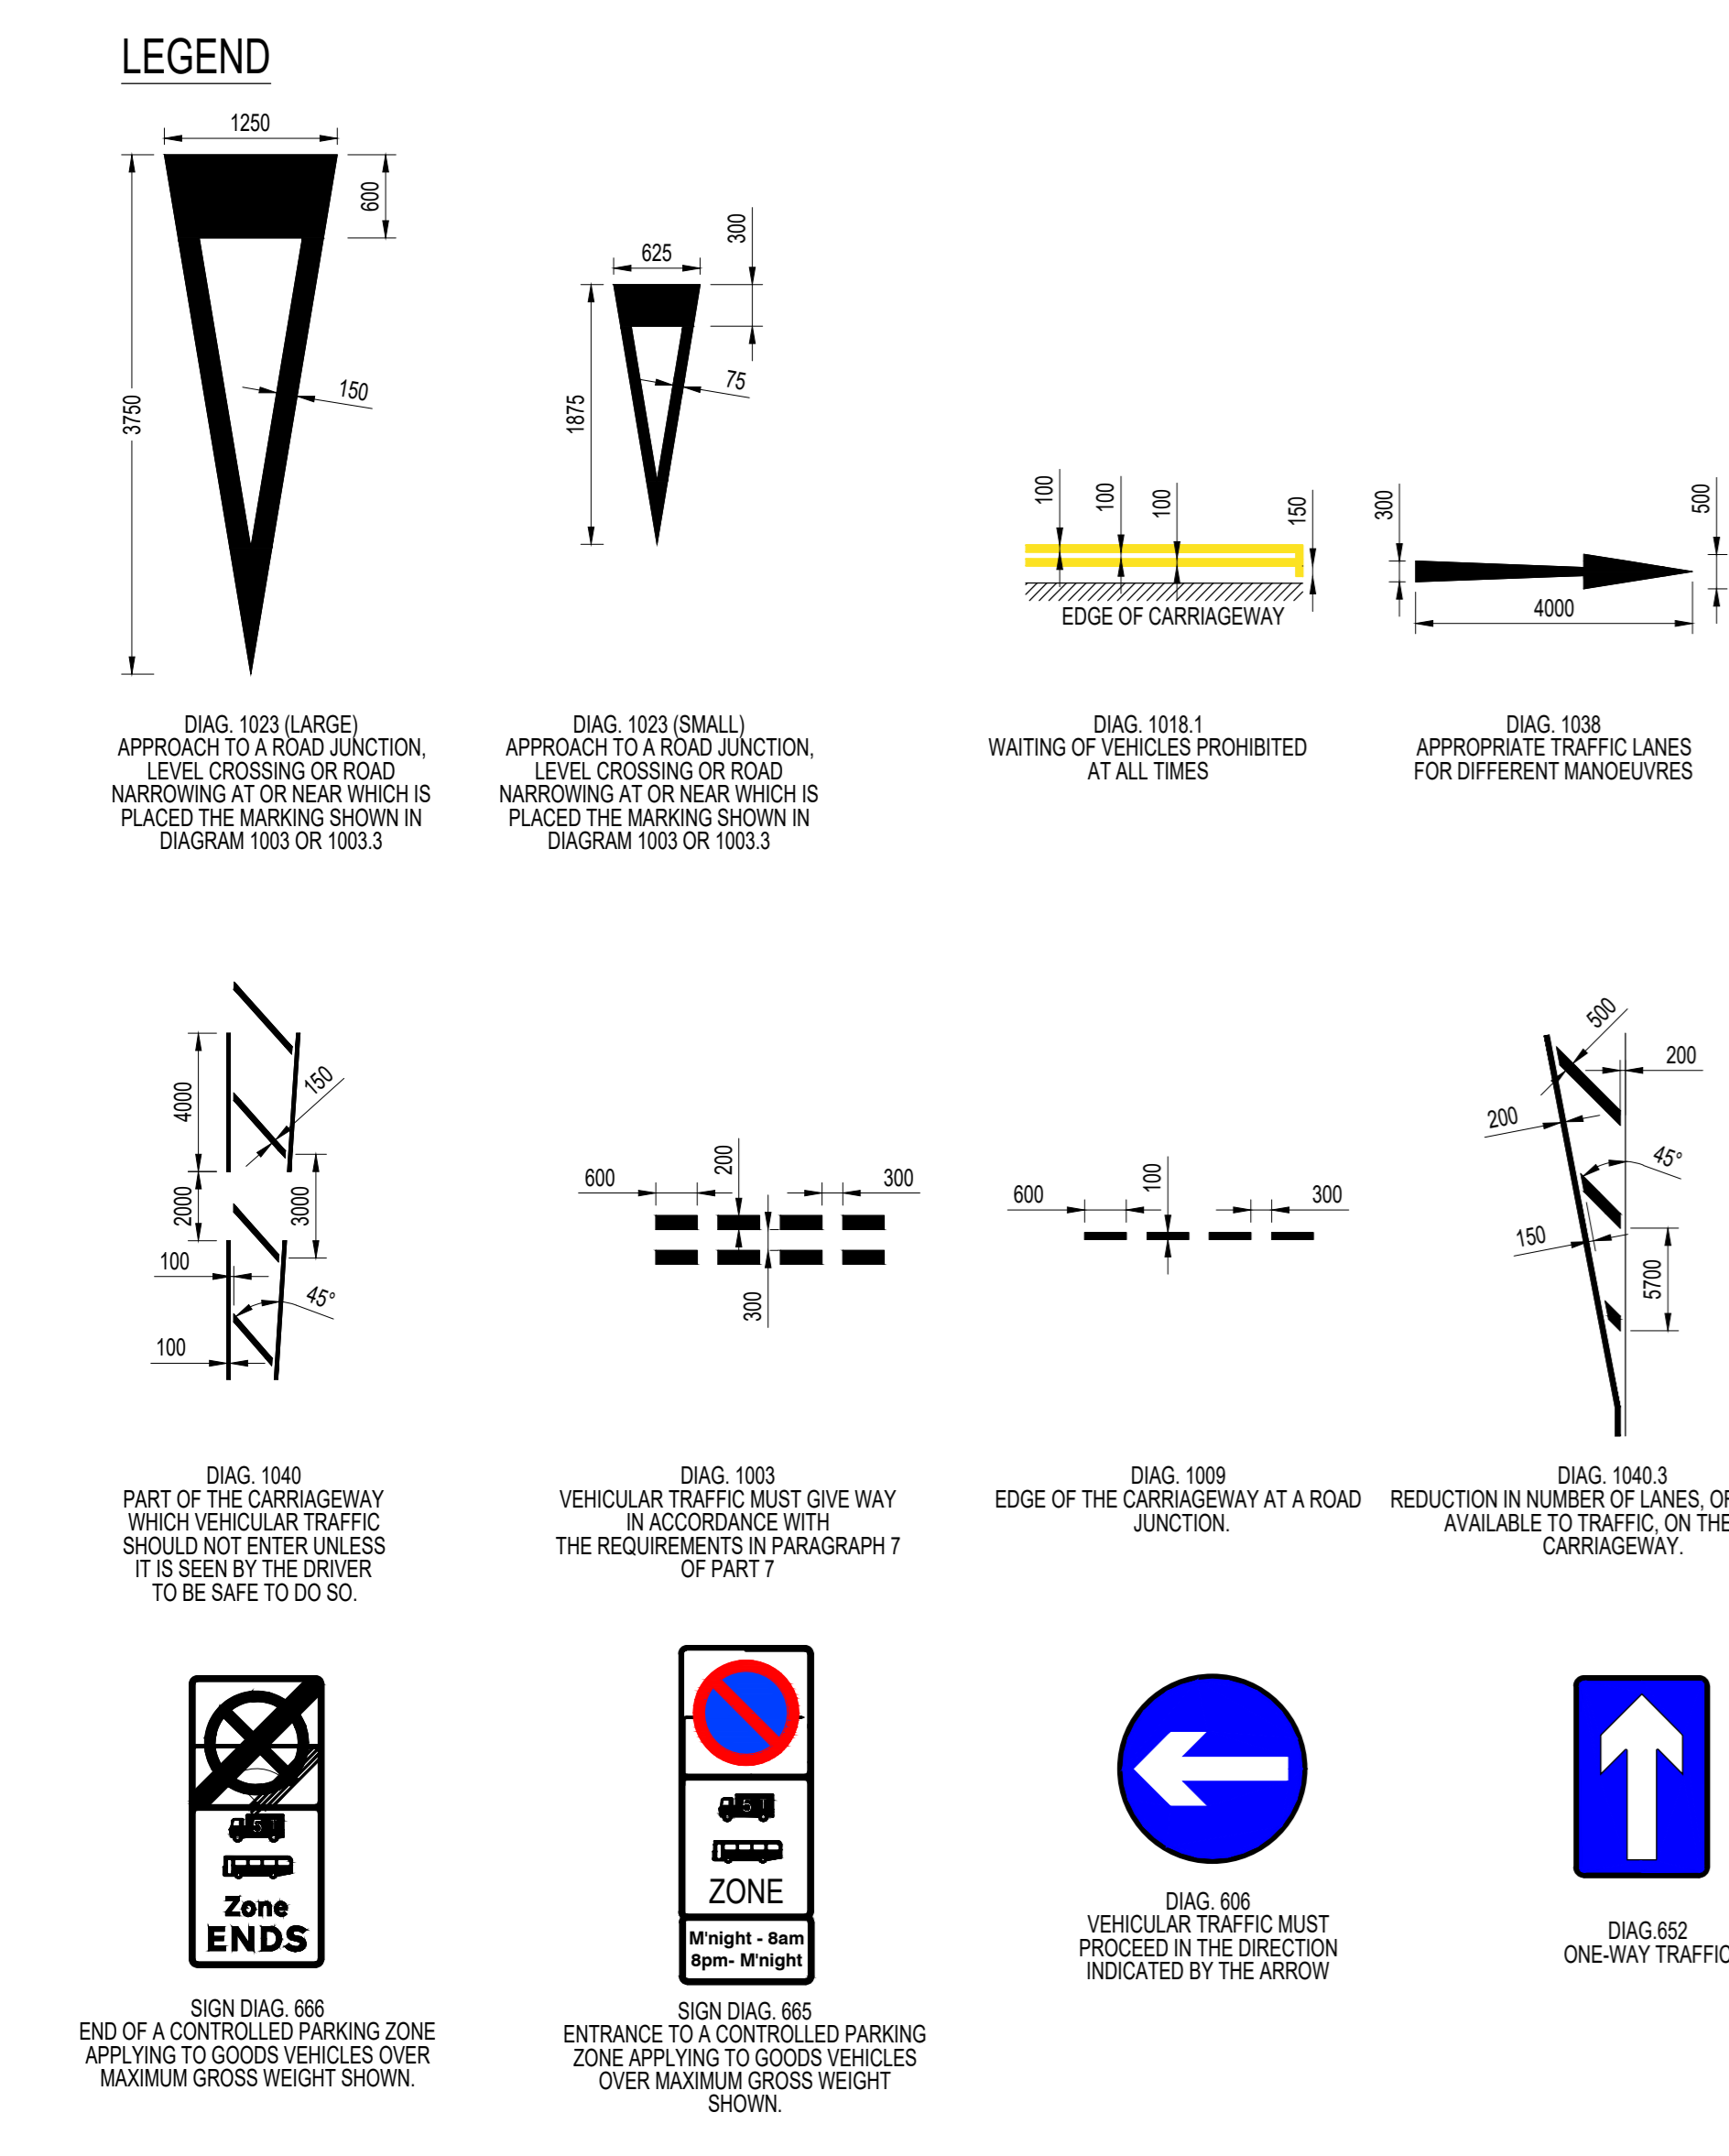 LEGEND
1250
600
3750
150
625
300
1875
75
100
100
100
150
EDGE OF CARRIAGEWAY
300
500
4000
DIAG. 1023 (LARGE)
APPROACH TO A ROAD JUNCTION,
LEVEL CROSSING OR ROAD
NARROWING AT OR NEAR WHICH IS
PLACED THE MARKING SHOWN IN
DIAGRAM 1003 OR 1003.3
DIAG. 1023 (SMALL)
APPROACH TO A ROAD JUNCTION,
LEVEL CROSSING OR ROAD
NARROWING AT OR NEAR WHICH IS
PLACED THE MARKING SHOWN IN
DIAGRAM 1003 OR 1003.3
DIAG. 1018.1
WAITING OF VEHICLES PROHIBITED
AT ALL TIMES
DIAG. 1038
APPROPRIATE TRAFFIC LANES
FOR DIFFERENT MANOEUVRES
4000
150
2000
3000
100
45°
100
600
200
300
300
600
100
300
500
200
200
45°
150
5700
DIAG. 1040
PART OF THE CARRIAGEWAY
WHICH VEHICULAR TRAFFIC
SHOULD NOT ENTER UNLESS
IT IS SEEN BY THE DRIVER
TO BE SAFE TO DO SO.
DIAG. 1003
VEHICULAR TRAFFIC MUST GIVE WAY
IN ACCORDANCE WITH
THE REQUIREMENTS IN PARAGRAPH 7
OF PART 7
DIAG. 1009
EDGE OF THE CARRIAGEWAY AT A ROAD
JUNCTION.
DIAG. 1040.3
REDUCTION IN NUMBER OF LANES,
AVAILABLE TO TRAFFIC, ON THE
CARRIAGEWAY.
Zone
ENDS
SIGN DIAG. 666
END OF A CONTROLLED PARKING ZONE
APPLYING TO GOODS VEHICLES OVER
MAXIMUM GROSS WEIGHT SHOWN.
ZONE
M'night - 8am
8pm- M'night
SIGN DIAG. 665
ENTRANCE TO A CONTROLLED PARKING
ZONE APPLYING TO GOODS VEHICLES
OVER MAXIMUM GROSS WEIGHT
SHOWN.
DIAG. 606
VEHICULAR TRAFFIC MUST
PROCEED IN THE DIRECTION
INDICATED BY THE ARROW
DIAG.652
ONE-WAY TRAFFIC